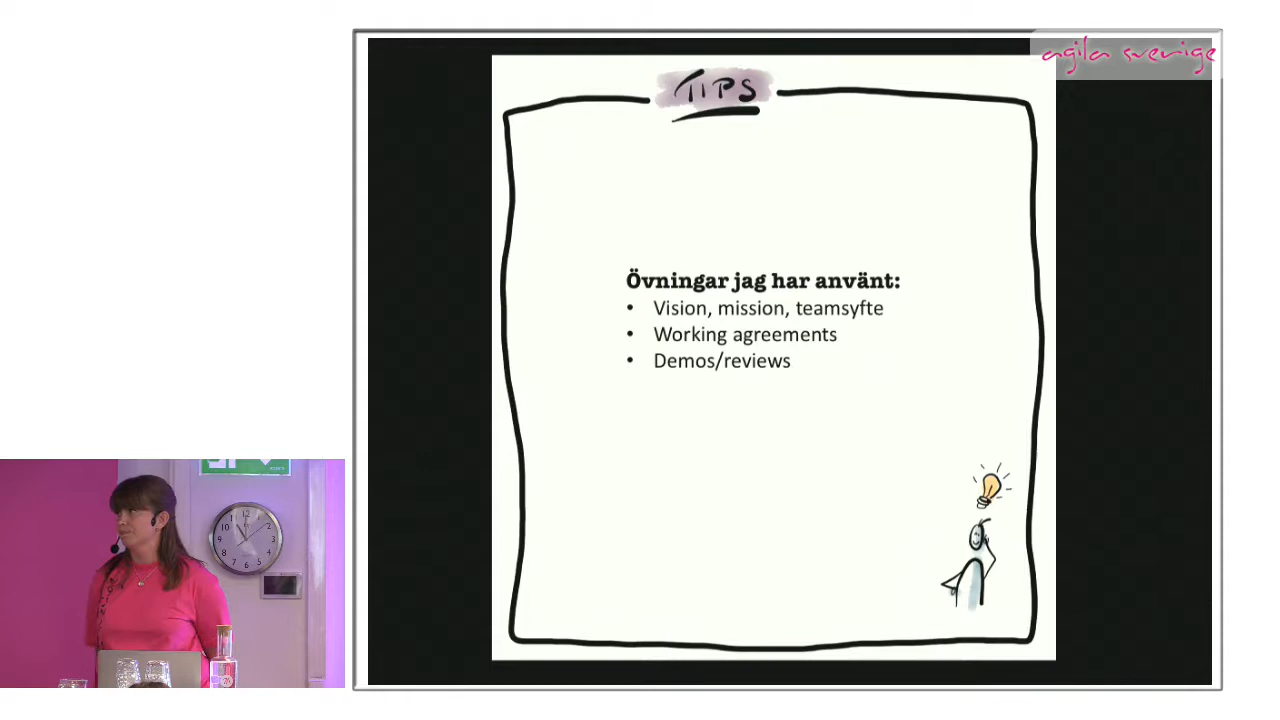 agila sverige
TIPS
Övningar jag har använt:
• Vision, mission, teamsyfte
• Working agreements
• Demos/reviews